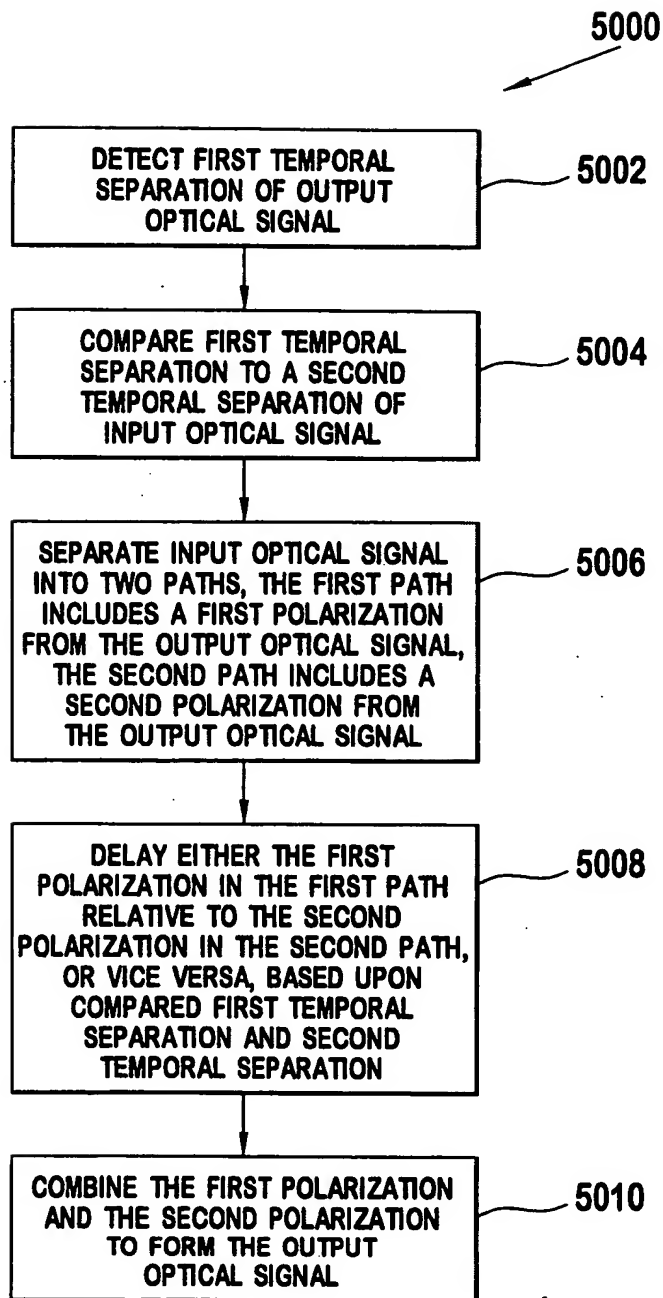 5000
DETECT FIRST TEMPORAL
SEPARATION OF OUTPUT
OPTICAL SIGNAL
5002
COMPARE FIRST TEMPORAL
SEPARATION TO A SECOND
TEMPORAL SEPARATION OF
INPUT OPTICAL SIGNAL
5004
SEPARATE INPUT OPTICAL SIGNAL
INTO TWO PATHS, THE FIRST PATH
INCLUDES A FIRST POLARIZATION
FROM THE OUTPUT OPTICAL SIGNAL,
THE SECOND PATH INCLUDES A
SECOND POLARIZATION FROM
THE OUTPUT OPTICAL SIGNAL
5006
DELAY EITHER THE FIRST
POLARIZATION IN THE FIRST PATH
RELATIVE TO THE SECOND
POLARIZATION IN THE SECOND PATH,
OR VICE VERSA, BASED UPON
COMPARED FIRST TEMPORAL
SEPARATION AND SECOND
TEMPORAL SEPARATION
5008
COMBINE THE FIRST POLARIZATION
AND THE SECOND POLARIZATION
TO FORM THE OUTPUT
OPTICAL SIGNAL
5010